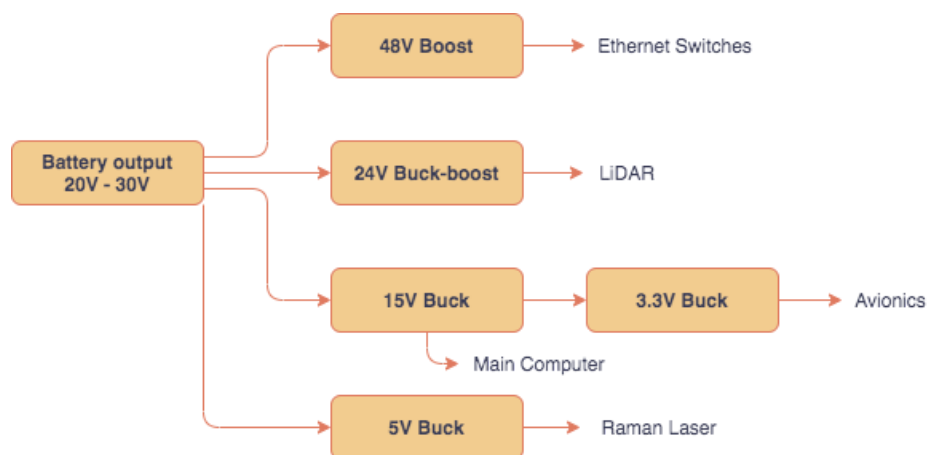 48V Boost
Ethernet Switches
Battery output
20V - 30V
24V Buck-boost
LiDAR
15V Buck
3.3V Buck
Avionics
Main Computer
5V Buck
Raman Laser